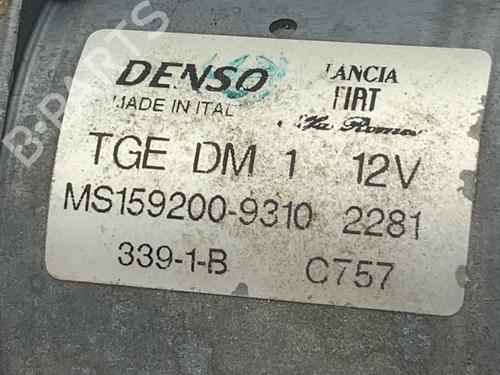 B-PARTS
DENSO LANCIA
MADE IN ITAL FIAT
Alfa Romeo
TGE DM 1 12V
MS159200-9310 2281
339-1-B C757